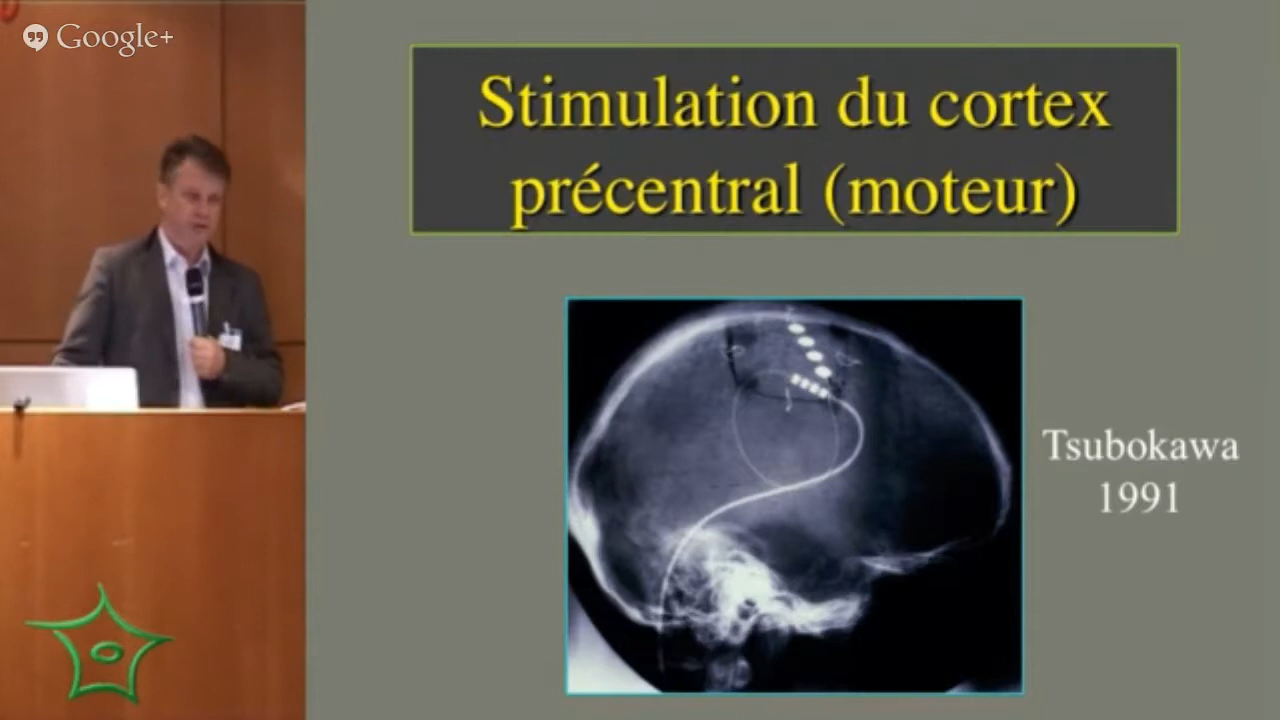 Google+
Stimulation du cortex
précentral (moteur)
Tsubokawa
1991